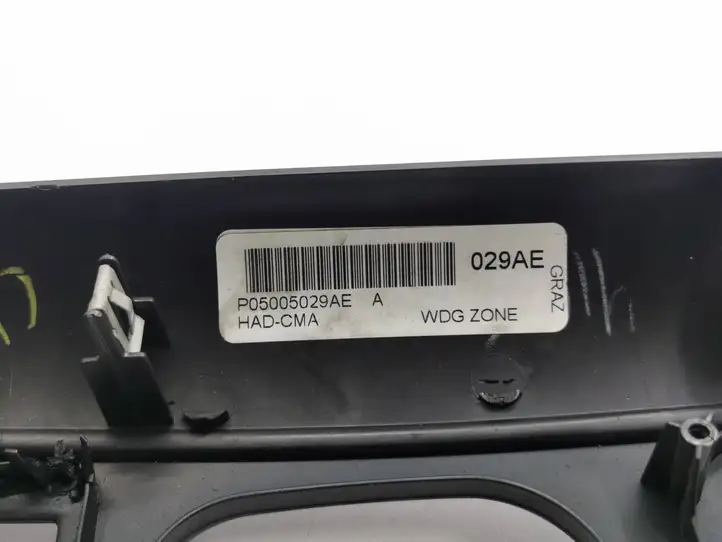 029AE
P05005029AE A
HAD-CMA WDG ZONE
GRAZ